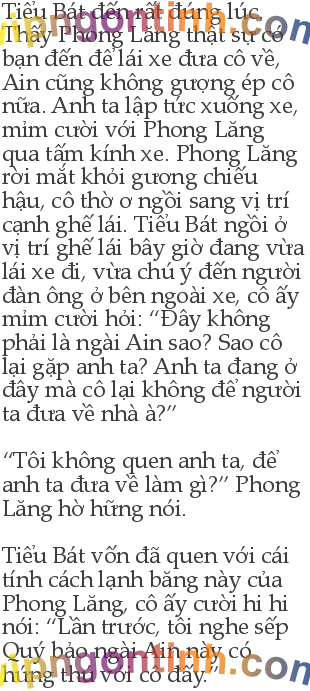 Tiểu Bát đến rất đúng lúc.
Thấy Phong Lăng thật sự có
bạn đến để lái xe đưa cô về,
Ain cũng không gượng ép cô
nữa. Anh ta lập tức xuống xe,
mỉm cười với Phong Lăng
qua tấm kính xe. Phong Lăng
rời mắt khỏi gương chiếu
hậu, cô thờ ơ ngồi sang vị trí
cạnh ghế lái. Tiểu Bát ngồi ở
vị trí ghế lái bây giờ đang vừa
lái xe đi, vừa chú ý đến người
đàn ông ở bên ngoài xe, cô ấy
mỉm cười hỏi: “Đây không
phải là ngài Ain sao? Sao cô
lại gặp anh ta? Anh ta đang ở
đây mà cô lại không để người
ta đưa về nhà à?”
“Tôi không quen anh ta, để
anh ta đưa về làm gì?” Phong
Lăng hờ hững nói.
Tiểu Bát vốn đã quen với cái
tính cách lạnh băng này của
Phong Lăng, cô ấy cười hi hi
nói: “Lần trước, tôi nghe sếp
Quý bảo ngài Ain này có
hứng thú với cô đấy.”
vipngontinh.com
vipngontinh.com